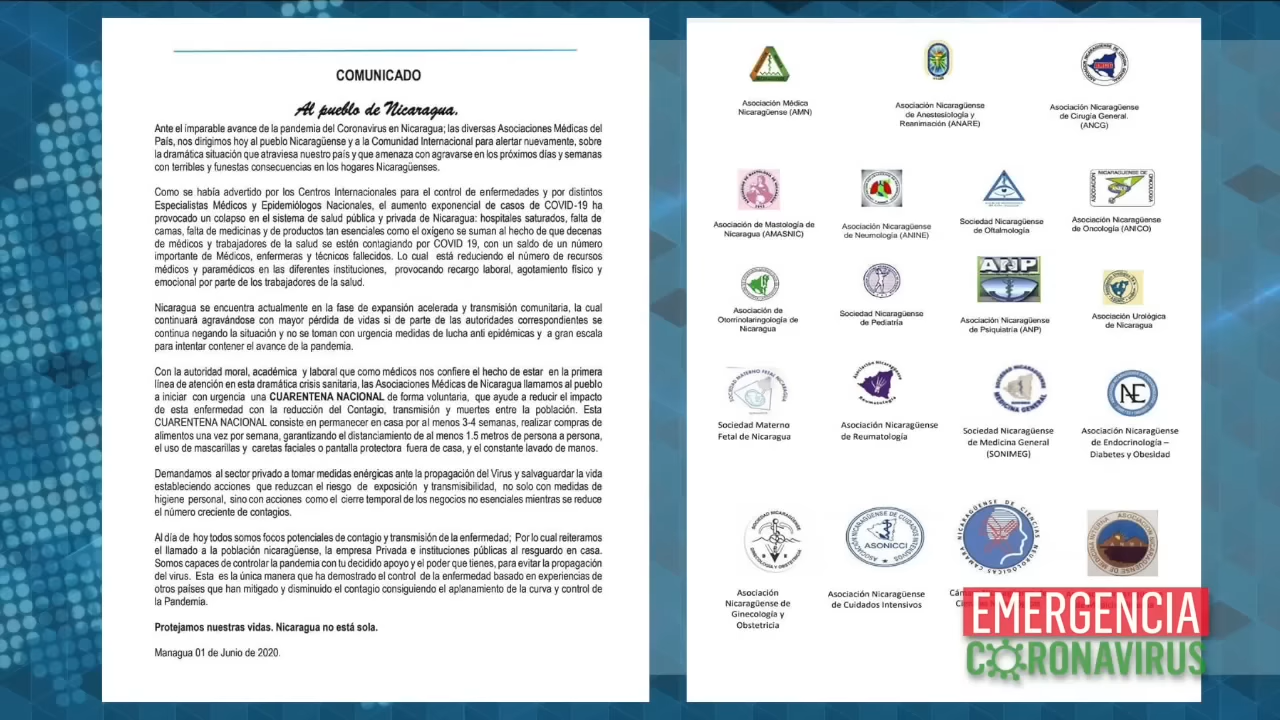 COMUNICADO
Al pueblo de Nicaragua.
Ante el imparable avance de la pandemia del Coronavirus en Nicaragua; las diversas Asociaciones Médicas del
País, nos dirigimos hoy al pueblo Nicaragüense y a la Comunidad Internacional para alertar nuevamente, sobre
la dramática situación que atraviesa nuestro país y que amenaza con agravarse en los próximos días y semanas
con terribles y funestas consecuencias en los hogares Nicaragüenses.
Como se había advertido por los Centros Internacionales para el control de enfermedades y por distintos
Especialistas Médicos y Epidemiólogos Nacionales, el aumento exponencial de casos de COVID-19 ha
provocado un colapso en el sistema de salud pública y privada de Nicaragua: hospitales saturados, falta de
camas, falta de medicinas y de productos tan esenciales como el oxígeno se suman al hecho de que decenas
de médicos y trabajadores de la salud se estén contagiando por COVID 19, con un saldo de un número
importante de Médicos, enfermeras y técnicos fallecidos. Lo cual está reduciendo el número de recursos
médicos y paramédicos en las diferentes instituciones, provocando recargo laboral, agotamiento físico y
emocional por parte de los trabajadores de la salud.
Nicaragua se encuentra actualmente en la fase de expansión acelerada y transmisión comunitaria, la cual
continuará agravándose con mayor pérdida de vidas si de parte de las autoridades correspondientes se
continua negando la situación y no se toman con urgencia medidas de lucha anti epidémicas y a gran escala
para intentar contener el avance de la pandemia.
Con la autoridad moral, académica y laboral que como médicos nos confiere el hecho de estar en la primera
línea de atención en esta dramática crisis sanitaria, las Asociaciones Médicas de Nicaragua llamamos al pueblo
a iniciar con urgencia una CUARENTENA NACIONAL de forma voluntaria, que ayude a reducir el impacto
de esta enfermedad con la reducción del Contagio, transmisión y muertes entre la población. Esta
CUARENTENA NACIONAL consiste en permanecer en casa por al menos 3-4 semanas, realizar compras de
alimentos una vez por semana, garantizando el distanciamiento de al menos 1.5 metros de persona a persona,
el uso de mascarillas y caretas faciales o pantalla protectora fuera de casa, y el constante lavado de manos.
Demandamos al sector privado a tomar medidas enérgicas ante la propagación del Virus y salvaguardar la vida
estableciendo acciones que reduzcan el riesgo de exposición y transmisibilidad, no solo con medidas de
higiene personal, sino con acciones como el cierre temporal de los negocios no esenciales mientras se reduce
el número creciente de contagios.
Al día de hoy todos somos focos potenciales de contagio y transmisión de la enfermedad; Por lo cual reiteramos
el llamado a la población nicaragüense, la empresa Privada e instituciones públicas al resguardo en casa.
Somos capaces de controlar la pandemia con tu decidido apoyo y el poder que tienes, para evitar la propagación
del virus. Esta es la única manera que ha demostrado el control de la enfermedad basado en experiencias de
otros países que han mitigado y disminuido el contagio consiguiendo el aplanamiento de la curva y control de
la Pandemia.
Protejamos nuestras vidas. Nicaragua no está sola.
Managua 01 de Junio de 2020.
Asociación Médica
Nicaragüense (AMN)
Asociación Nicaragüense
de Anestesiología y
Reanimación (ANARE)
Asociación Nicaragüense
de Cirugía General.
(ANCG)
Asociación de Mastología de
Nicaragua (AMASNIC)
Asociación Nicaragüense
de Neumología (ANINE)
Sociedad Nicaragüense
de Oftalmología
Asociación Nicaragüense
de Oncología (ANICO)
Asociación de
Otorrinolaringología de
Nicaragua
Sociedad Nicaragüense
de Pediatría
ANP
Asociación Nicaragüense
de Psiquiatría (ANP)
Asociación Urológica
de Nicaragua
Sociedad Materno
Fetal de Nicaragua
Asociación Nicaragüense
de Reumatología
Sociedad Nicaragüense
de Medicina General
(SONIMEG)
NE
Asociación Nicaragüense
de Endocrinología –
Diabetes y Obesidad
Asociación
Nicaragüense de
Ginecología y
Obstetricia
ASONICCI
Asociación Nicaragüense
de Cuidados Intensivos
EMERGENCIA
CORONAVIRUS